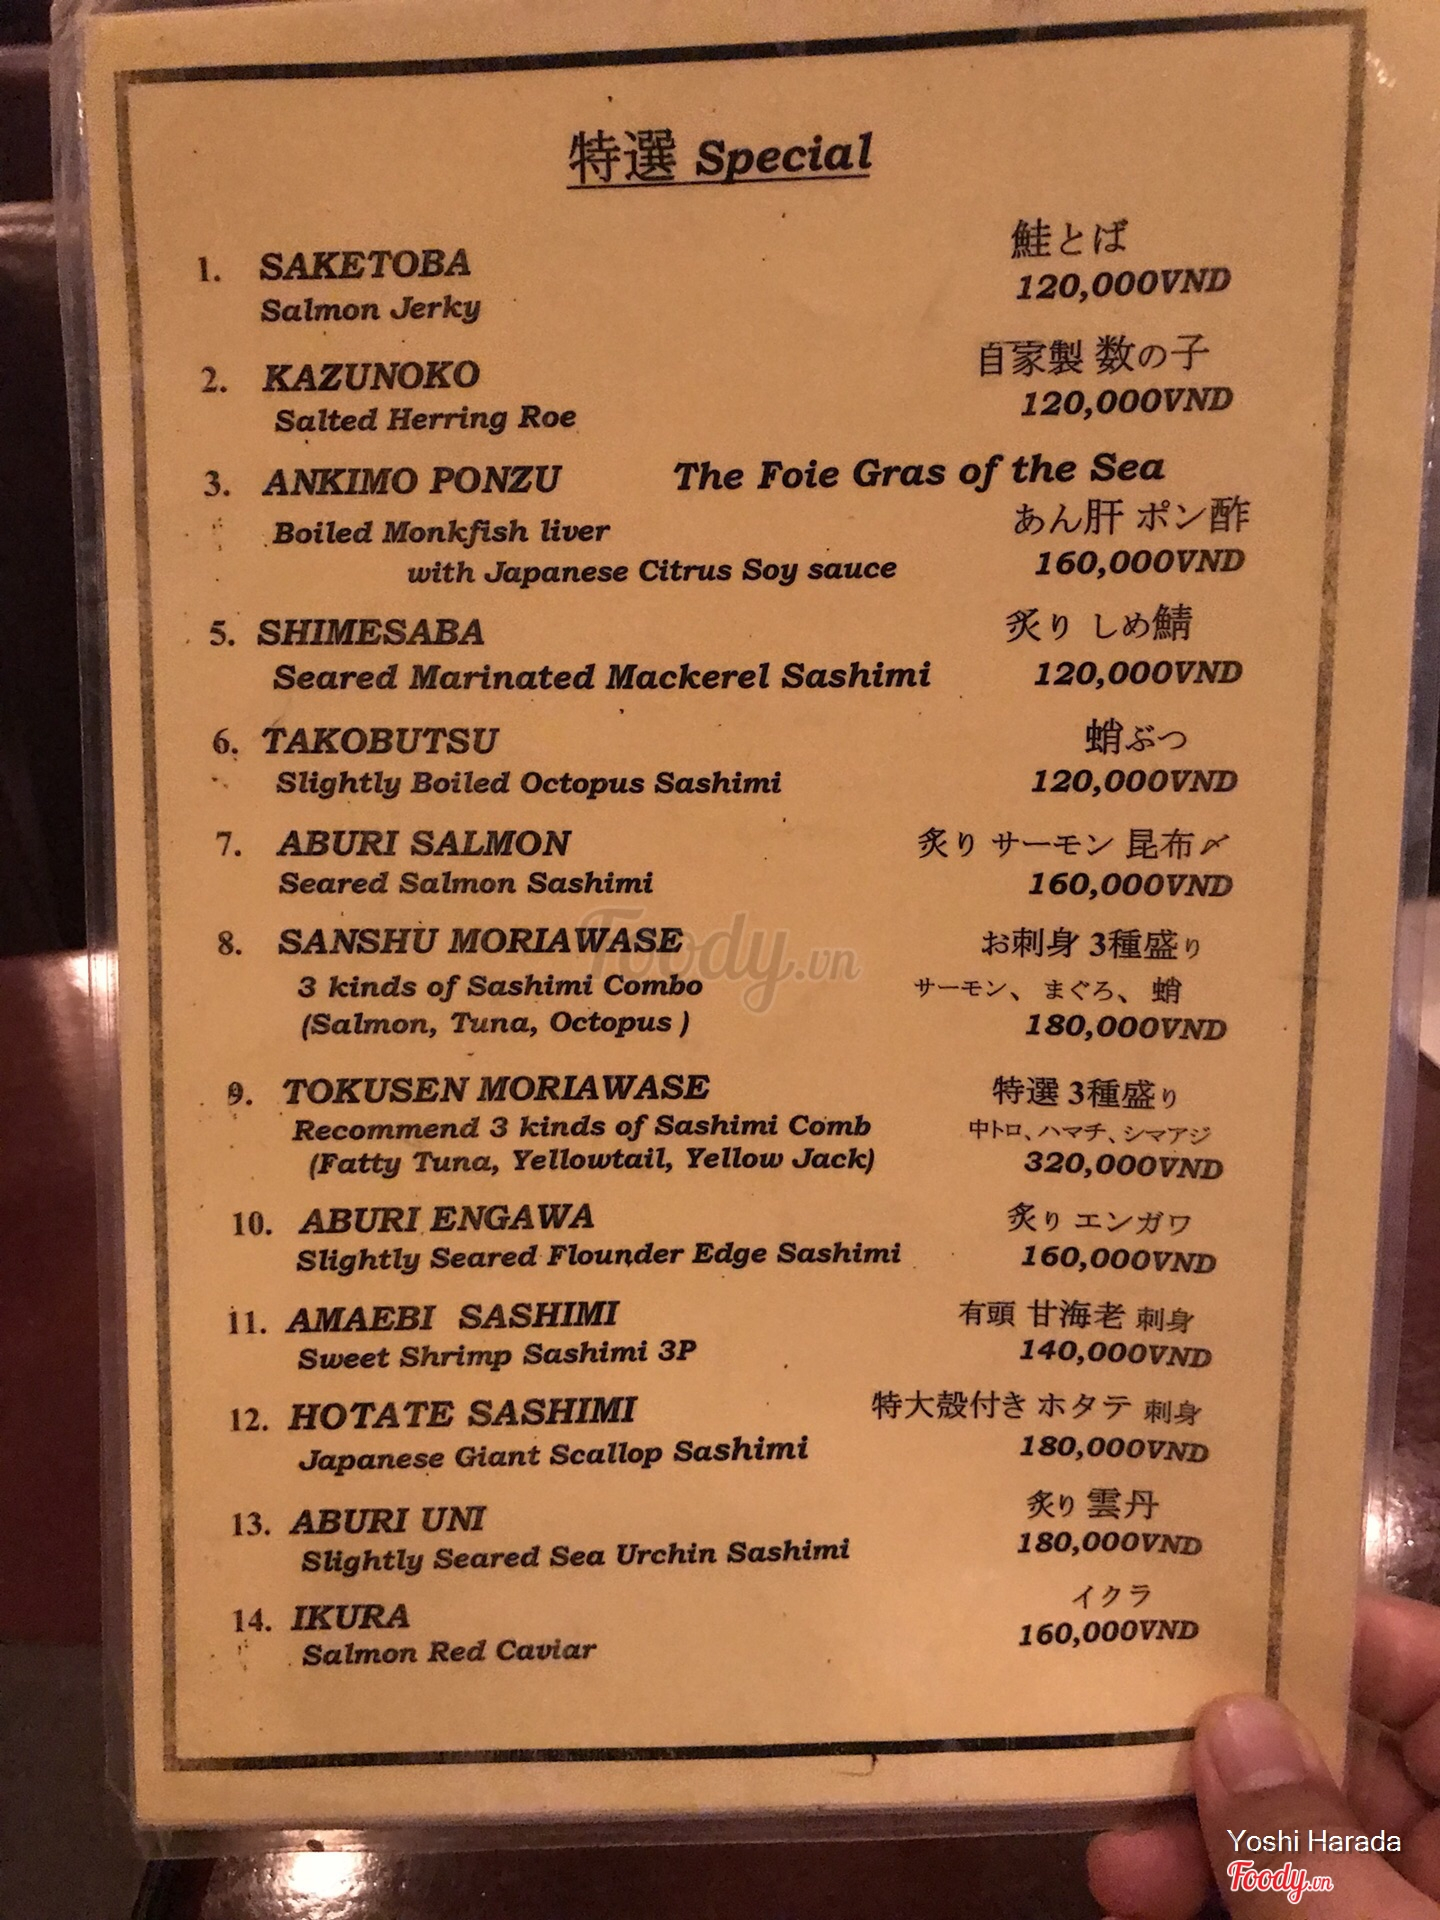 特選 Special
1. SAKETOBA 鮭とば
Salmon Jerky 120,000VND
2. KAZUNOKO 自家製 数の子
Salted Herring Roe 120,000VND
3. ANKIMO PONZU The Foie Gras of the Sea
Boiled Monkfish liver あん肝 ポン酢
with Japanese Citrus Soy sauce 160,000VND
5. SHIMESABA 炙り しめ鯖
Seared Marinated Mackerel Sashimi 120,000VND
6. TAKOBUTSU 蛸ぶつ
Slightly Boiled Octopus Sashimi 120,000VND
7. ABURI SALMON 炙り サーモン 昆布〆
Seared Salmon Sashimi 160,000VND
8. SANSHU MORIAWASE お刺身 3種盛り
3 kinds of Sashimi Combo サーモン、まぐろ、蛸
(Salmon, Tuna, Octopus ) 180,000VND
9. TOKUSEN MORIAWASE 特選 3種盛り
Recommend 3 kinds of Sashimi Comb 中トロ、ハマチ、シマアジ
(Fatty Tuna, Yellowtail, Yellow Jack) 320,000VND
10. ABURI ENGAWA 炙り エンガワ
Slightly Seared Flounder Edge Sashimi 160,000VND
11. AMAEBI SASHIMI 有頭 甘海老 刺身
Sweet Shrimp Sashimi 3P 140,000VND
12. HOTATE SASHIMI 特大殻付き ホタテ 刺身
Japanese Giant Scallop Sashimi 180,000VND
13. ABURI UNI 炙り 雲丹
Slightly Seared Sea Urchin Sashimi 180,000VND
14. IKURA イクラ
Salmon Red Caviar 160,000VND
Foody.vn
Yoshi Harada
Foody.vn